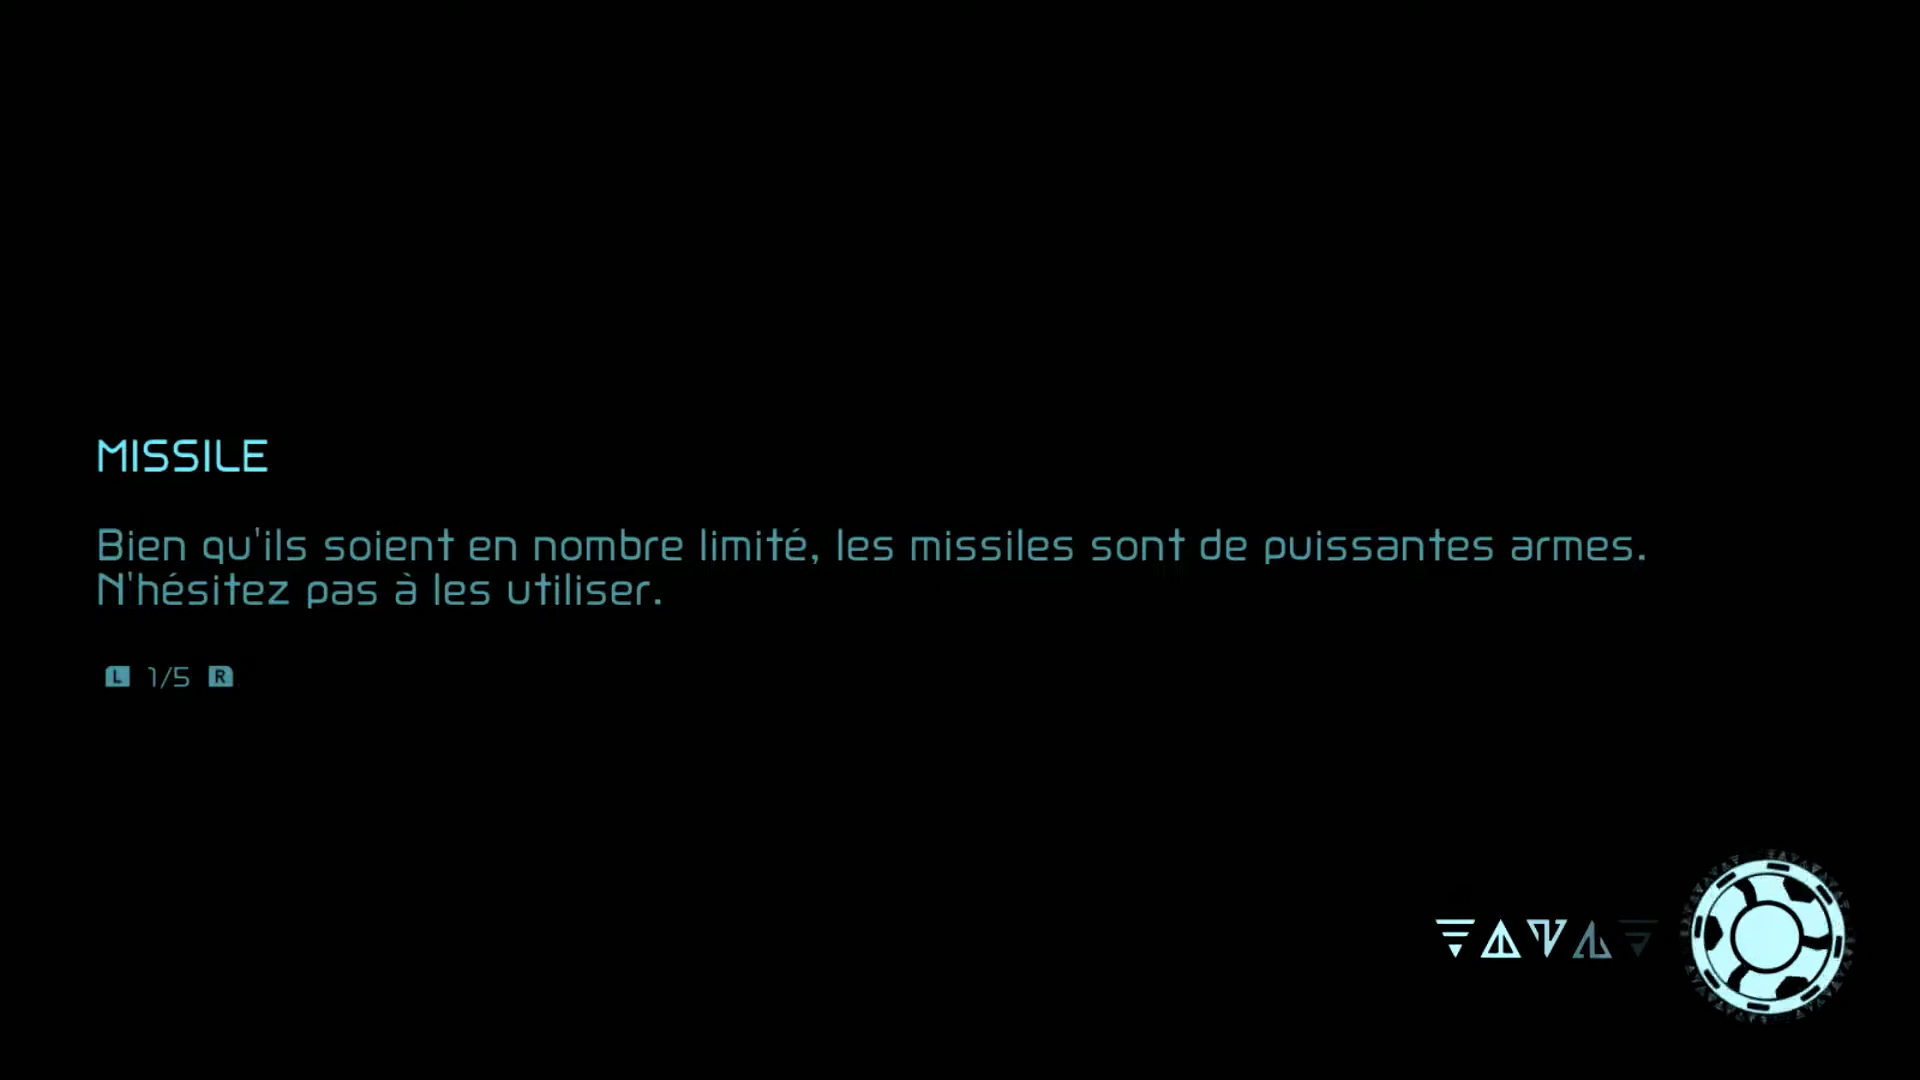 MISSILE
Bien qu'ils soient en nombre limité, les missiles sont de puissantes armes.
N'hésitez pas à les utiliser.
L 1/5 R